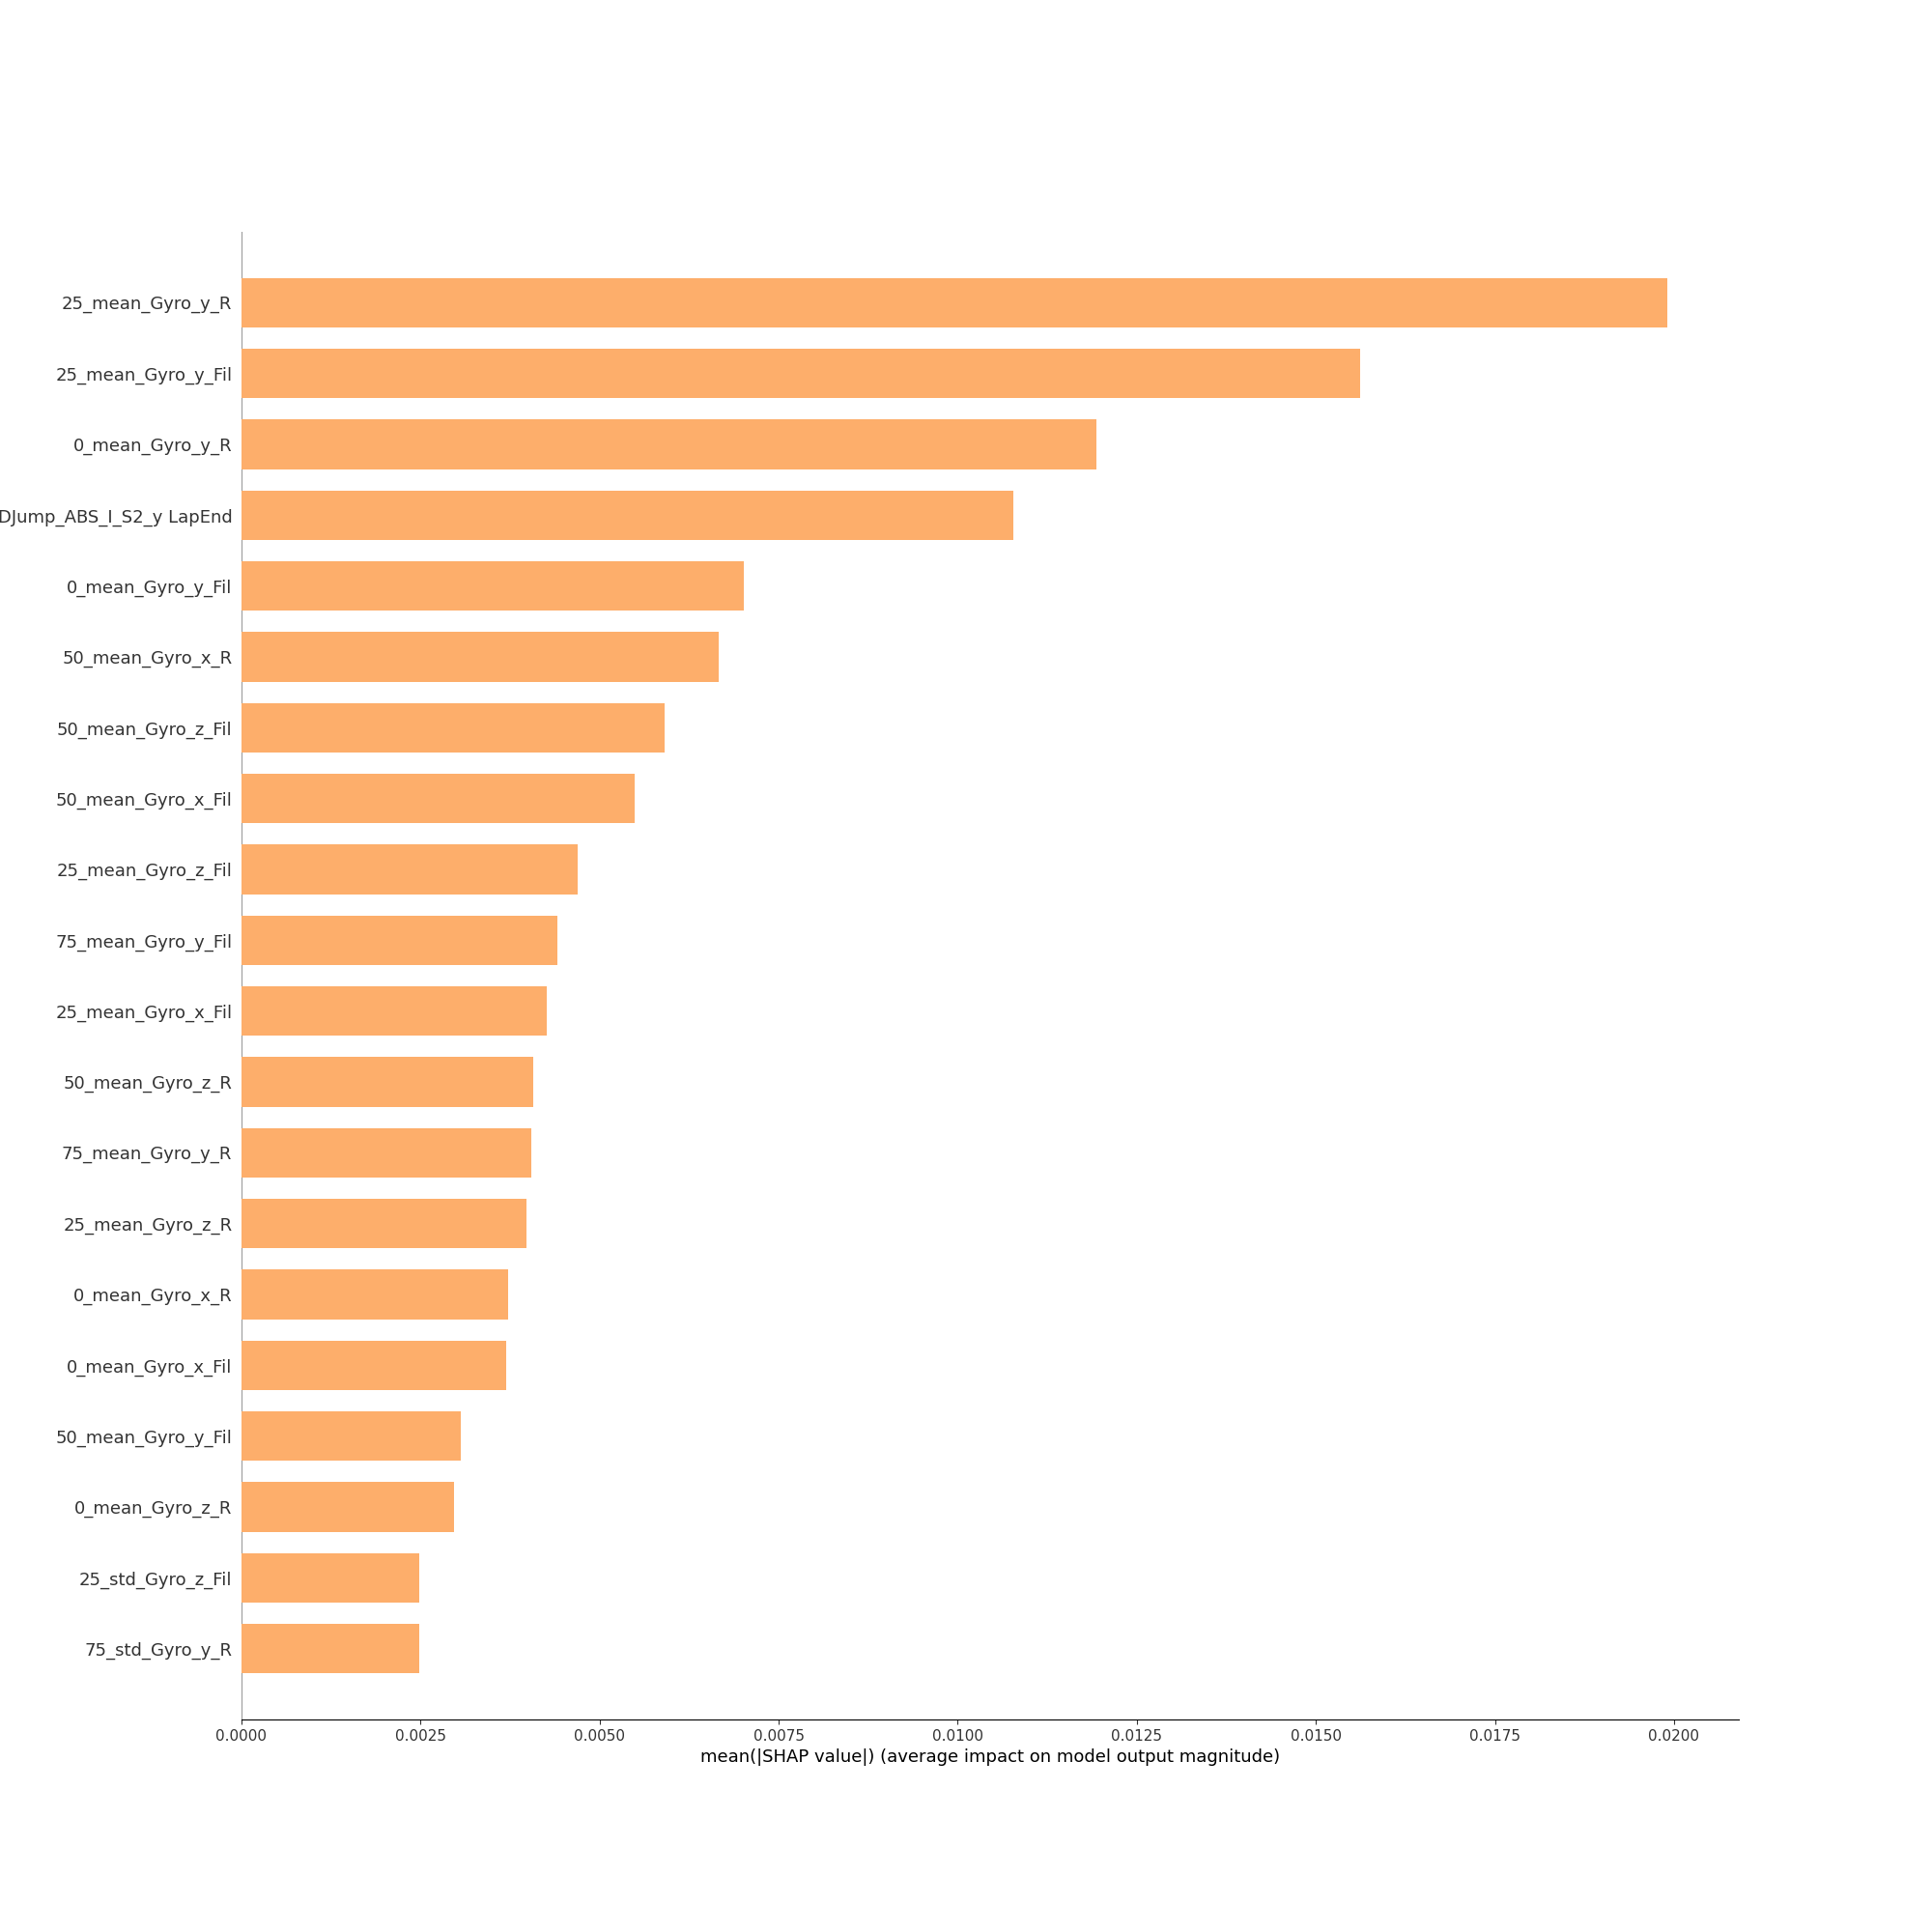 25_mean_Gyro_y_R
25_mean_Gyro_y_Fil
0_mean_Gyro_y_R
DJump_ABS_I_S2_y LapEnd
0_mean_Gyro_y_Fil
50_mean_Gyro_x_R
50_mean_Gyro_z_Fil
50_mean_Gyro_x_Fil
25_mean_Gyro_z_Fil
75_mean_Gyro_y_Fil
25_mean_Gyro_x_Fil
50_mean_Gyro_z_R
75_mean_Gyro_y_R
25_mean_Gyro_z_R
0_mean_Gyro_x_R
0_mean_Gyro_x_Fil
50_mean_Gyro_y_Fil
0_mean_Gyro_z_R
25_std_Gyro_z_Fil
75_std_Gyro_y_R
0.0000 0.0025 0.0050 0.0075 0.0100 0.0125 0.0150 0.0175 0.0200
mean(|SHAP value|) (average impact on model output magnitude)